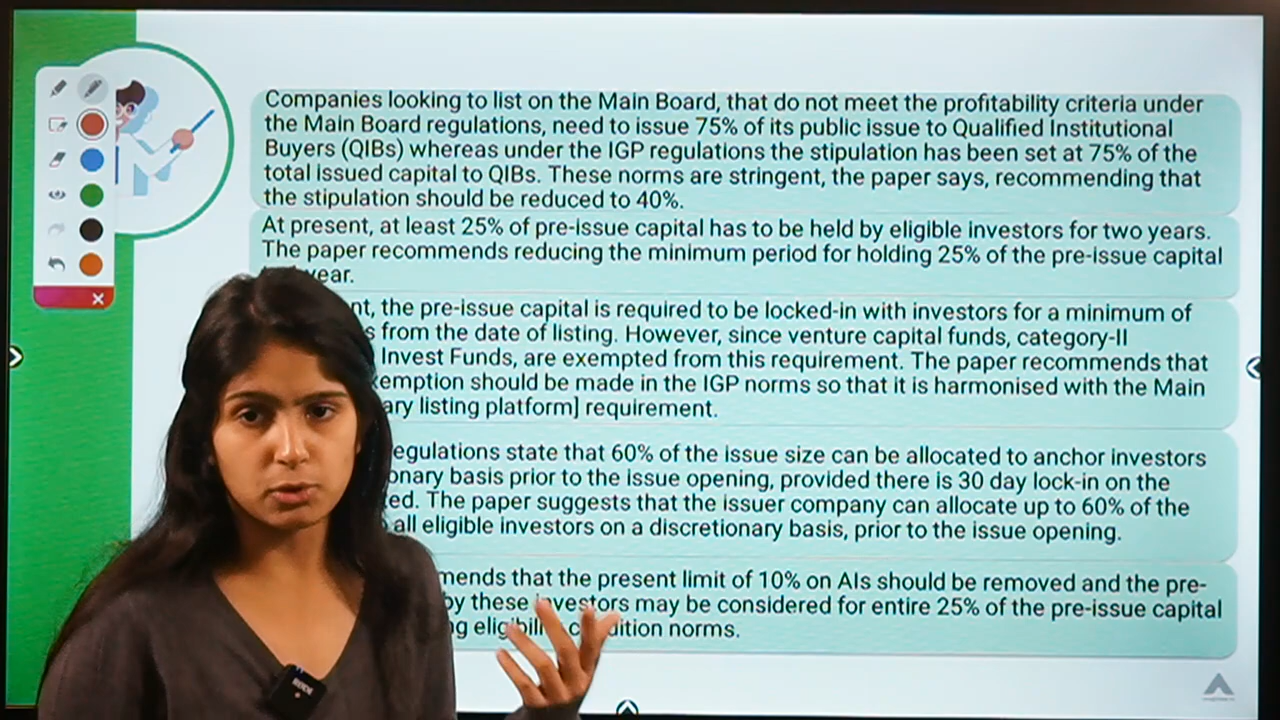 Companies looking to list on the Main Board, that do not meet the profitability criteria under
the Main Board regulations, need to issue 75% of its public issue to Qualified Institutional
Buyers (QIBs) whereas under the IGP regulations the stipulation has been set at 75% of the
total issued capital to QIBs. These norms are stringent, the paper says, recommending that
the stipulation should be reduced to 40%.
At present, at least 25% of pre-issue capital has to be held by eligible investors for two years.
The paper recommends reducing the minimum period for holding 25% of the pre-issue capital
year.
nt, the pre-issue capital is required to be locked-in with investors for a minimum of
s from the date of listing. However, since venture capital funds, category-II
Invest Funds, are exempted from this requirement. The paper recommends that
xemption should be made in the IGP norms so that it is harmonised with the Main
ary listing platform] requirement.
egulations state that 60% of the issue size can be allocated to anchor investors
onary basis prior to the issue opening, provided there is 30 day lock-in on the
ed. The paper suggests that the issuer company can allocate up to 60% of the
all eligible investors on a discretionary basis, prior to the issue opening.
mends that the present limit of 10% on AIs should be removed and the pre-
by these investors may be considered for entire 25% of the pre-issue capital
ng eligibility condition norms.